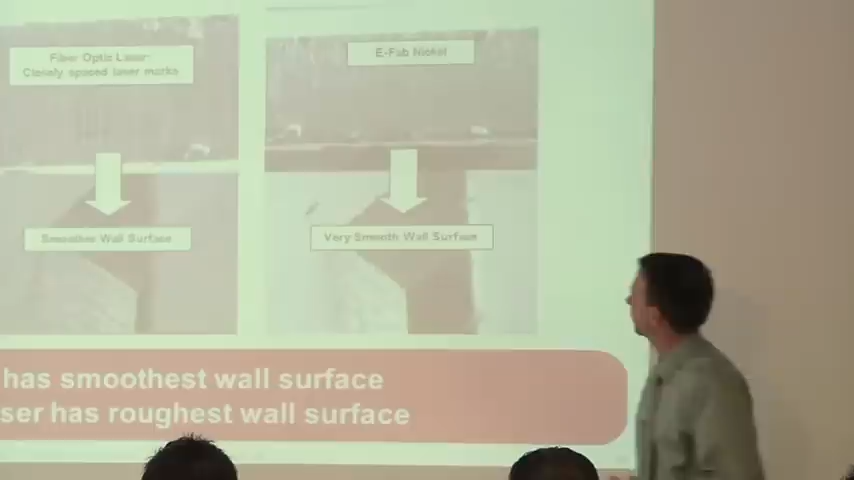 Fiber Optic Laser:
Closely spaced laser marks
E-Fab Nickel
Smoother Wall Surface
Very Smooth Wall Surface
has smoothest wall surface
ser has roughest wall surface